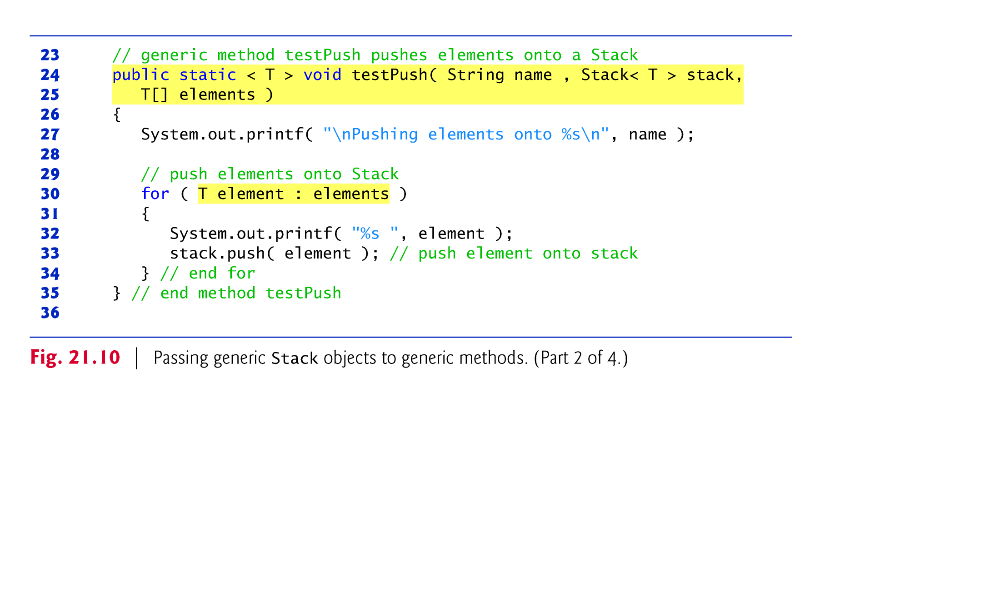 23 // generic method testPush pushes elements onto a Stack
24 public static < T > void testPush( String name , Stack< T > stack,
25 T[] elements )
26 {
27 System.out.printf( "\nPushing elements onto %s\n", name );
28
29 // push elements onto Stack
30 for ( T element : elements )
31 {
32 System.out.printf( "%s ", element );
33 stack.push( element ); // push element onto stack
34 } // end for
35 } // end method testPush
36
Fig. 21.10 | Passing generic Stack objects to generic methods. (Part 2 of 4.)